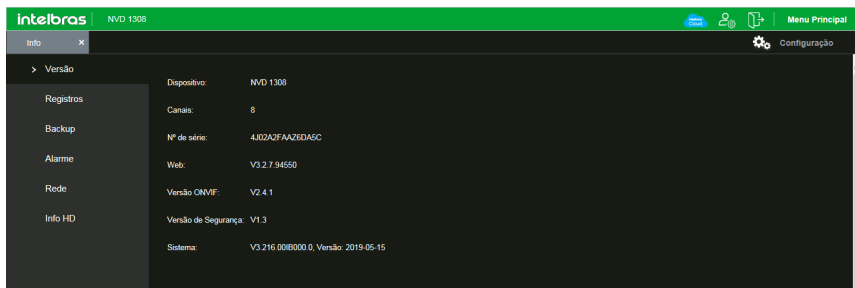 intelbras NVD 1308 intelbras Cloud Menu Principal
Info × Configuração
> Versão
Registros
Backup
Alarme
Rede
Info HD
Dispositivo: NVD 1308
Canais: 8
Nº de série: 4J02A2FAAZ6DA5C
Web: V3.2.7.94550
Versão ONVIF: V2.4.1
Versão de Segurança: V1.3
Sistema: V3.216.00IB000.0, Versão: 2019-05-15